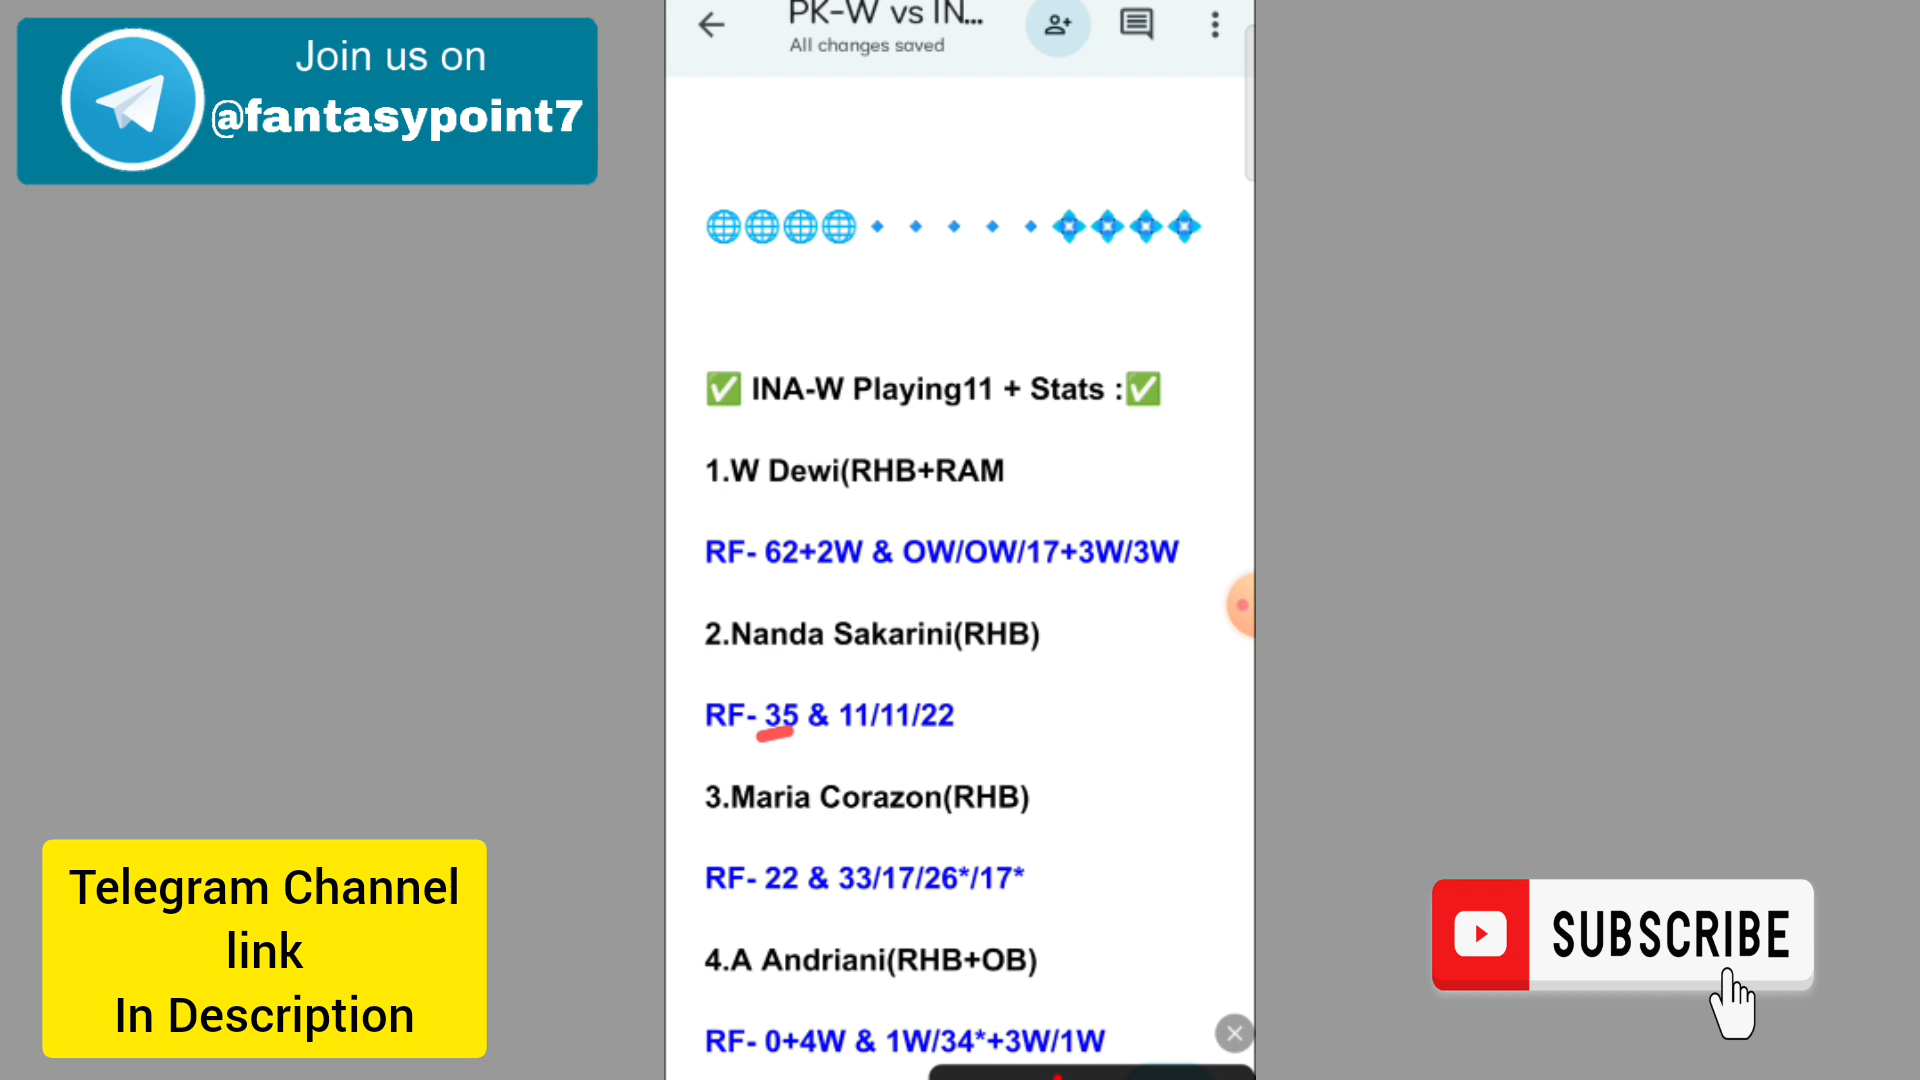 Join us on
@fantasypoint7
PK-W vs IN...
All changes saved
✅ INA-W Playing11 + Stats :✅
1.W Dewi(RHB+RAM
RF- 62+2W & OW/OW/17+3W/3W
2.Nanda Sakarini(RHB)
RF- 35 & 11/11/22
3.Maria Corazon(RHB)
RF- 22 & 33/17/26*/17*
4.A Andriani(RHB+OB)
RF- 0+4W & 1W/34*+3W/1W
Telegram Channel
link
In Description
SUBSCRIBE